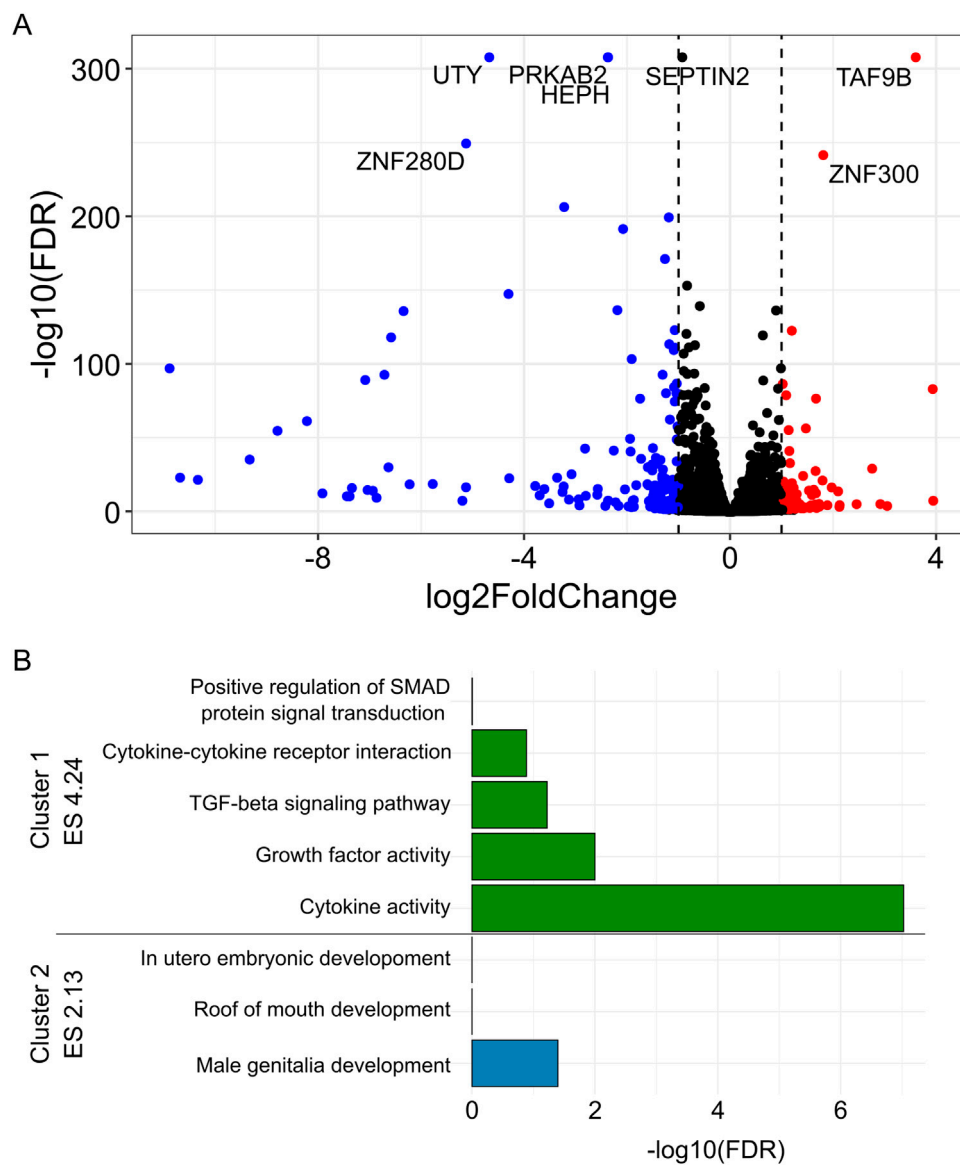 A
300
200
100
0
-log10(FDR)
UTY
PRKAB2
HEPH
SEPTIN2
TAF9B
ZNF280D
ZNF300
-8
-4
0
4
log2FoldChange
B
Cluster 1
ES 4.24
Positive regulation of SMAD
protein signal transduction
Cytokine-cytokine receptor interaction
TGF-beta signaling pathway
Growth factor activity
Cytokine activity
Cluster 2
ES 2.13
In utero embryonic developoment
Roof of mouth development
Male genitalia development
0
2
4
6
-log10(FDR)